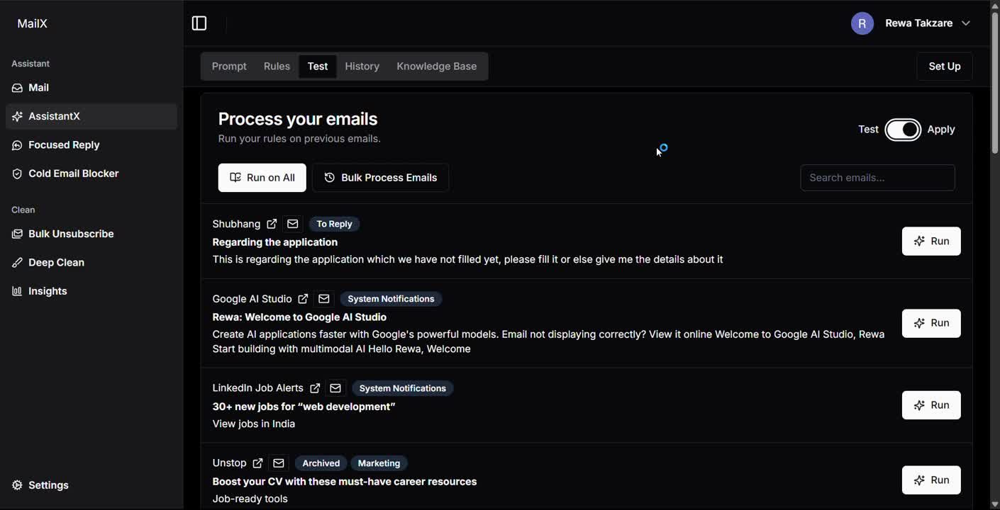 MailX
R
Rewa Takzare
Assistant
Mail
AssistantX
Focused Reply
Cold Email Blocker
Clean
Bulk Unsubscribe
Deep Clean
Insights
Settings
Prompt Rules Test History Knowledge Base
Set Up
Process your emails
Run your rules on previous emails.
Test Apply
Run on All
Bulk Process Emails
Search emails...
Shubhang To Reply
Regarding the application
This is regarding the application which we have not filled yet, please fill it or else give me the details about it
Run
Google AI Studio System Notifications
Rewa: Welcome to Google AI Studio
Create AI applications faster with Google's powerful models. Email not displaying correctly? View it online Welcome to Google AI Studio, Rewa
Start building with multimodal AI Hello Rewa, Welcome
Run
LinkedIn Job Alerts System Notifications
30+ new jobs for “web development”
View jobs in India
Run
Unstop Archived Marketing
Boost your CV with these must-have career resources
Job-ready tools
Run